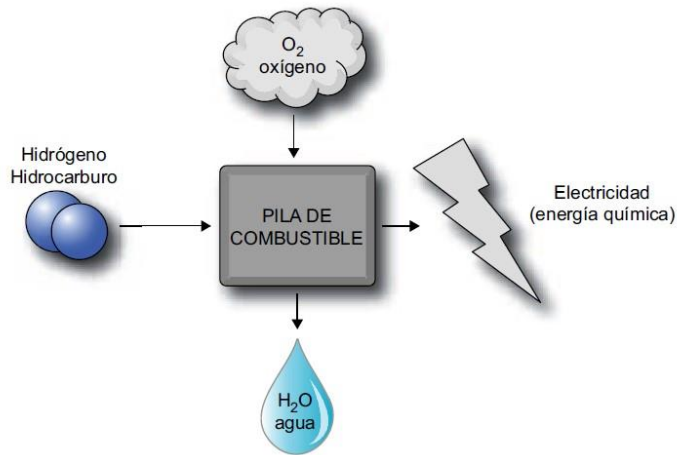 O₂
oxígeno
Hidrógeno
Hidrocarburo
PILA DE
COMBUSTIBLE
Electricidad
(energía química)
H₂O
agua